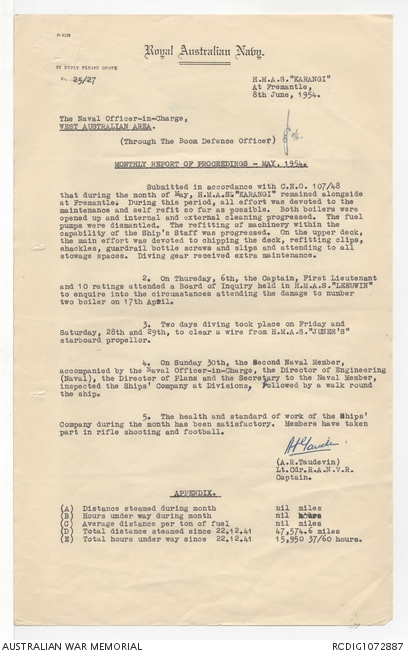 Royal Australian Navy.
IN REPLY PLEASE QUOTE
No. 25/27
H.M.A.S."KARANGI"
At Fremantle,
8th June, 1954.
The Naval Officer-in-Charge,
WEST AUSTRALIAN AREA.
(Through The Boom Defence Officer)
MONTHLY REPORT OF PROCEEDINGS - MAY. 1954.
Submitted in accordance with C.N.O. 107/48
that during the month of May, H.M.A.S."KARANGI" remained alongside
at Fremantle. During this period, all effort was devoted to the
maintenance and self refit so far as possible. Both boilers were
opened up and internal and external cleaning progressed. The fuel
pumps were dismantled. The refitting of machinery within the
capability of the Ship's Staff was progressed. On the upper deck,
the main effort was devoted to chipping the deck, refitting clips,
shackles, guardrail bottle screws and slips and attending to all
stowage spaces. Diving gear received extra maintenance.
2. On Thursday, 6th, the Captain, First Lieutenant
and 10 ratings attended a Board of Inquiry held in H.M.A.S."LEEUWIN"
to enquire into the circumstances attending the damage to number
two boiler on 17th April.
3. Two days diving took place on Friday and
Saturday, 28th and 29th, to clear a wire from H.M.A.S."JUNEE'S"
starboard propellor.
4. On Sunday 30th, the Second Naval Member,
accompanied by the Naval Officer-in-Charge, the Director of Engineering
(Naval), the Director of Plans and the Secretary to the Naval Member,
inspected the Ships' Company at Divisions, followed by a walk round
the ship.
5. The health and standard of work of the Ships'
Company during the month has been satisfactory. Members have taken
part in rifle shooting and football.
(A.R.Taudevin)
Lt.Cdr.R.A.N.V.R.
Captain.
APPENDIX.
(A) Distance steamed during month nil miles
(B) Hours under way during month nil hours
(C) Average distance per ton of fuel nil miles
(D) Total distance steamed since 22.12.41 47,574.6 miles
(E) Total hours under way since 22.12.41 15,950 37/60 hours.
AUSTRALIAN WAR MEMORIAL
RCDIG1072887